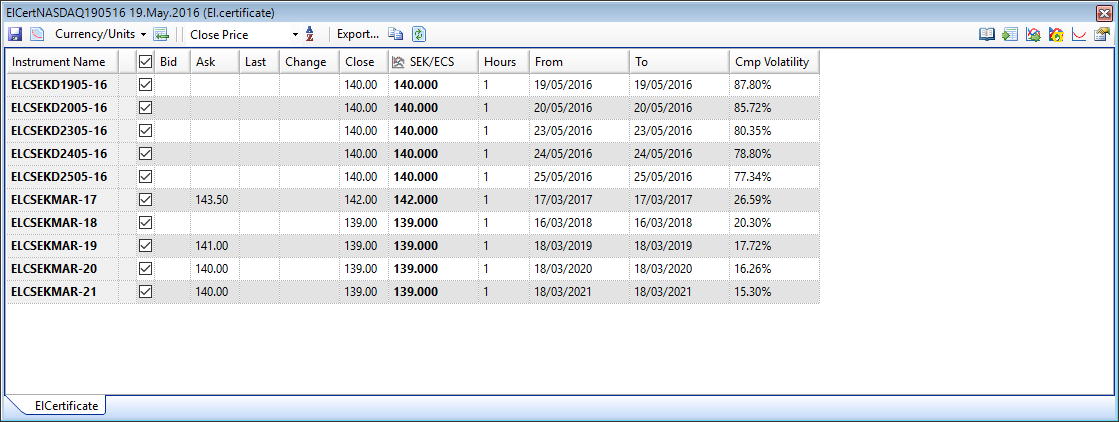 ElCertNASDAQ190516 19.May.2016 (El.certificate)
Currency/Units Close Price A Z Export...
Instrument Name Bid Ask Last Change Close SEK/ECS Hours From To Cmp Volatility
ELCSEKD1905-16 140.00 140.000 1 19/05/2016 19/05/2016 87.80%
ELCSEKD2005-16 140.00 140.000 1 20/05/2016 20/05/2016 85.72%
ELCSEKD2305-16 140.00 140.000 1 23/05/2016 23/05/2016 80.35%
ELCSEKD2405-16 140.00 140.000 1 24/05/2016 24/05/2016 78.80%
ELCSEKD2505-16 140.00 140.000 1 25/05/2016 25/05/2016 77.34%
ELCSEKMAR-17 143.50 142.00 142.000 1 17/03/2017 17/03/2017 26.59%
ELCSEKMAR-18 139.00 139.000 1 16/03/2018 16/03/2018 20.30%
ELCSEKMAR-19 141.00 139.00 139.000 1 18/03/2019 18/03/2019 17.72%
ELCSEKMAR-20 140.00 139.00 139.000 1 18/03/2020 18/03/2020 16.26%
ELCSEKMAR-21 140.00 139.00 139.000 1 18/03/2021 18/03/2021 15.30%
ElCertificate